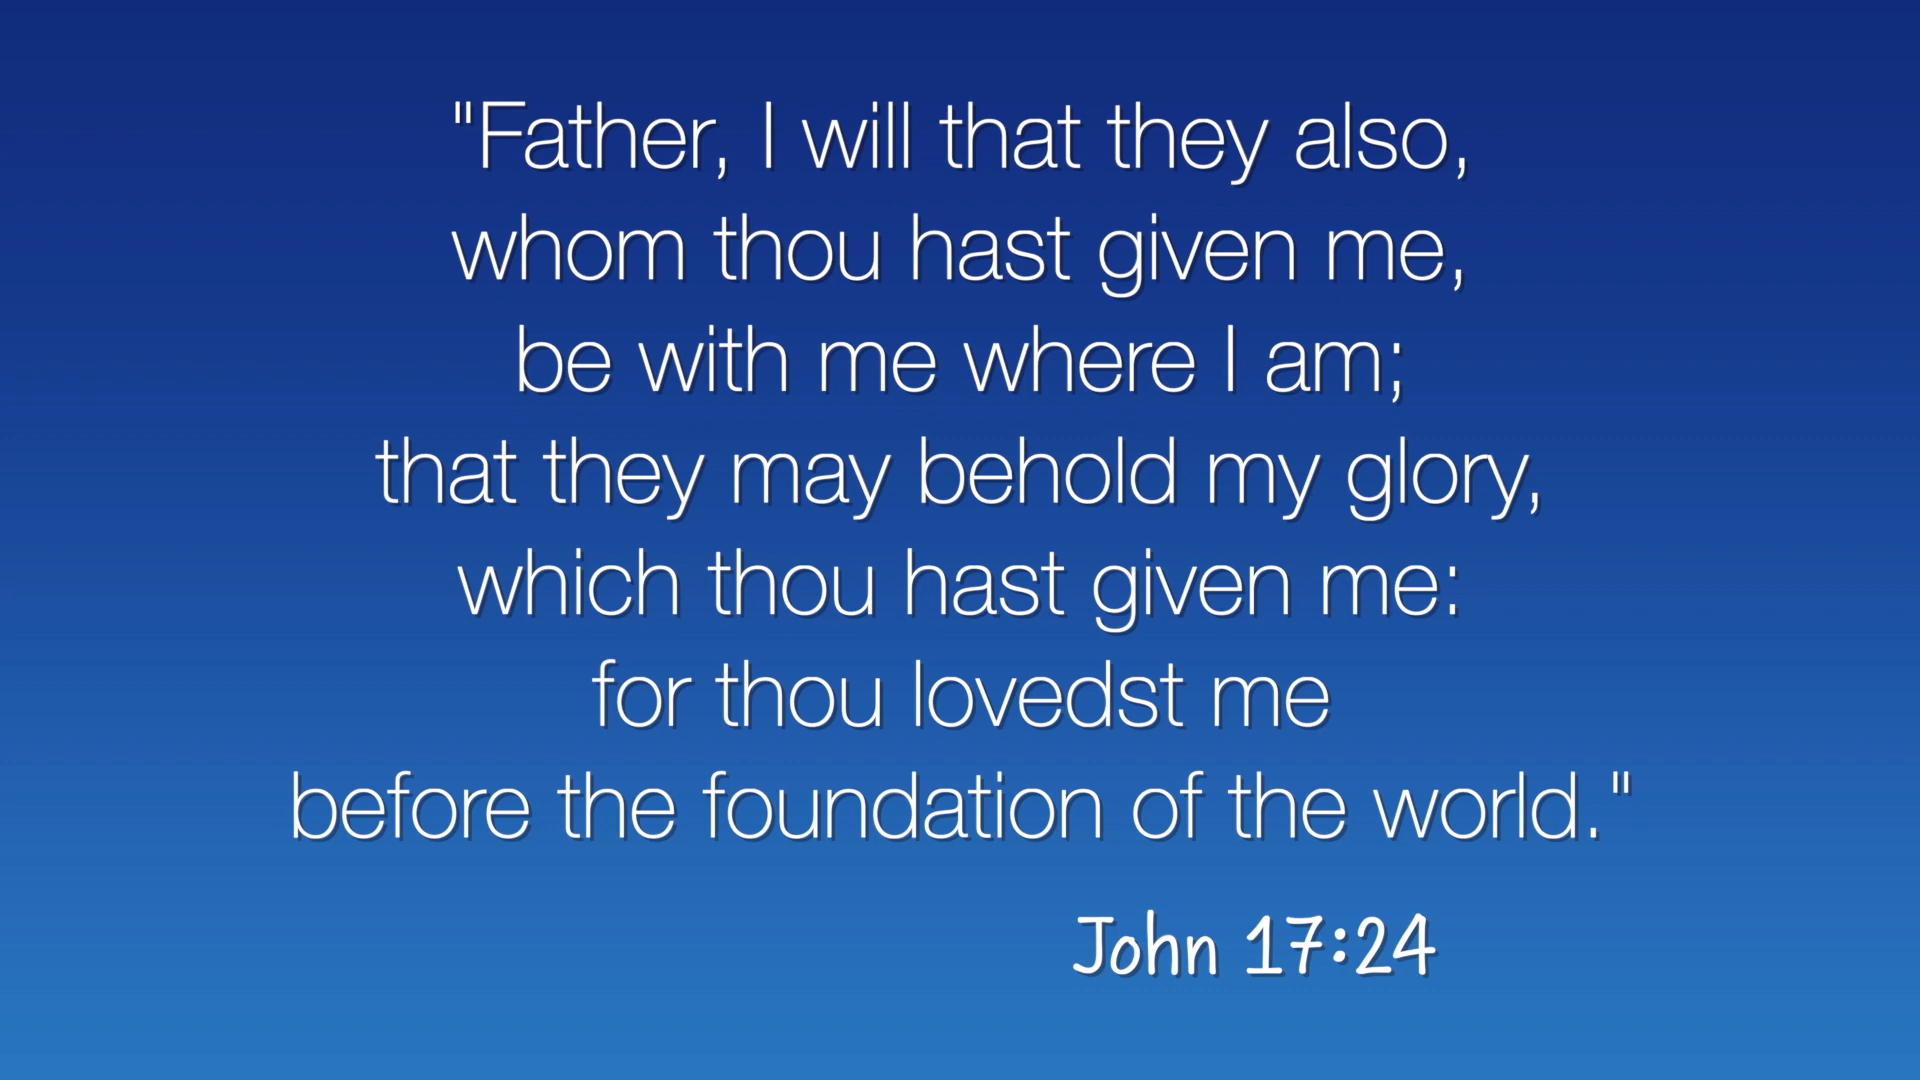 "Father, I will that they also,
whom thou hast given me,
be with me where I am;
that they may behold my glory,
which thou hast given me:
for thou lovedst me
before the foundation of the world."
John 17:24